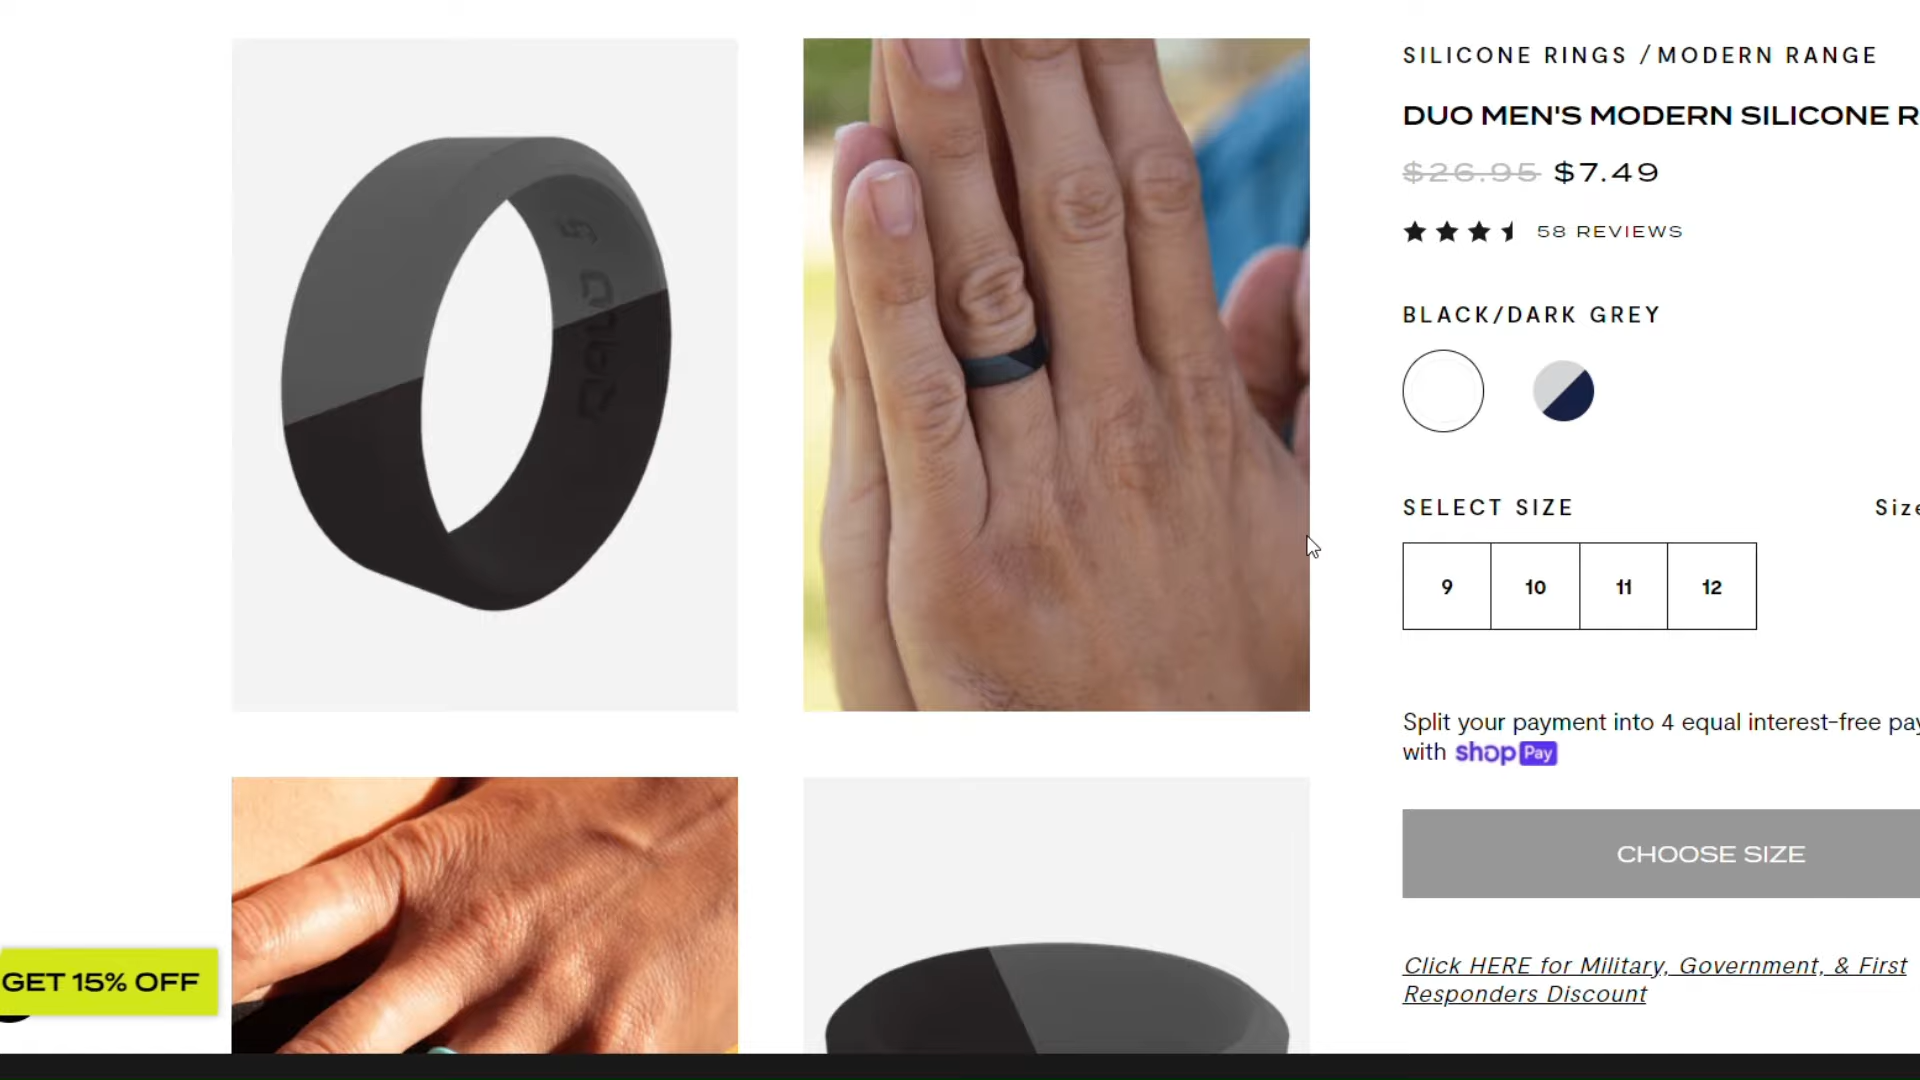 SILICONE RINGS / MODERN RANGE
DUO MEN'S MODERN SILICONE R
$26.95 $7.49
58 REVIEWS
BLACK/DARK GREY
SELECT SIZE
Size
9 10 11 12
Split your payment into 4 equal interest-free pay
with shop Pay
CHOOSE SIZE
Click HERE for Military, Government, & First
Responders Discount
GET 15% OFF
Qalo